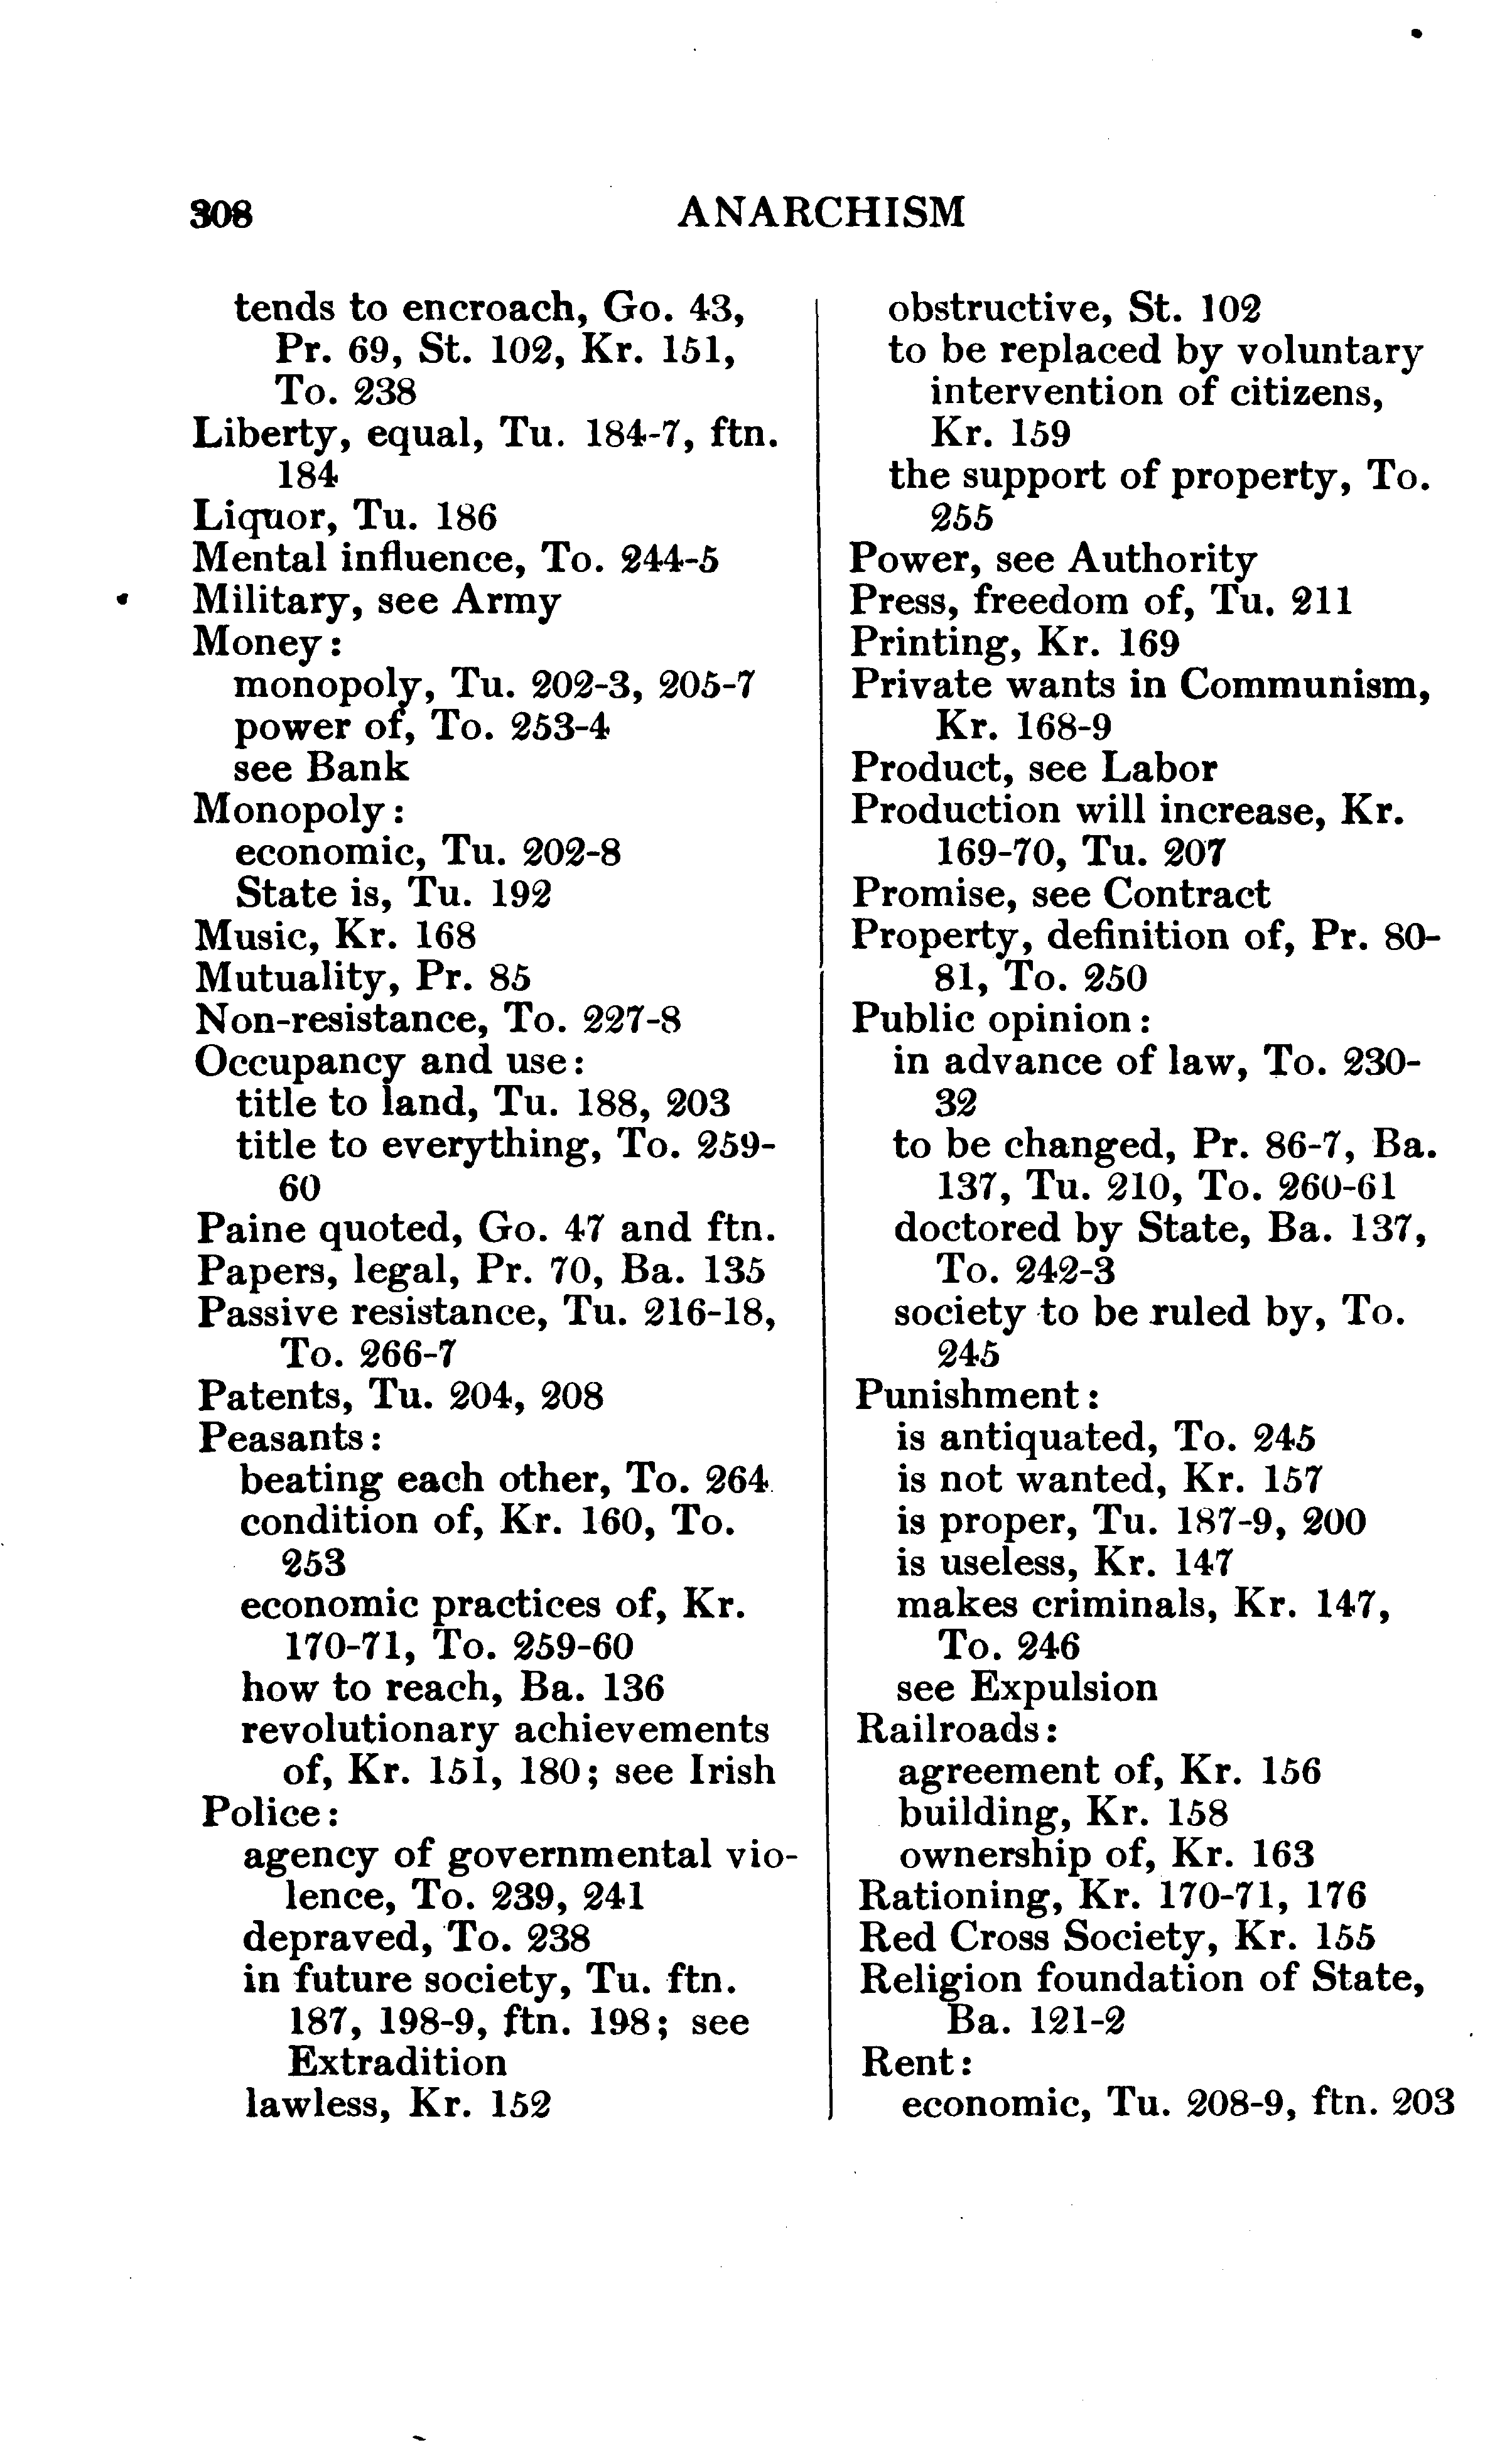 308
ANARCHISM
tends to encroach, Go. 43,
Pr. 69, St. 102, Kr. 151,
To. 238
Liberty, equal, Tu. 184-7, ftn.
184
Liquor, Tu. 186
Mental influence, To. 244-5
Military, see Army
Money:
monopoly, Tu. 202-3, 205-7
power of, To. 253-4
see Bank
Monopoly:
economic, Tu. 202-8
State is, Tu. 192
Music, Kr. 168
Mutuality, Pr. 85
Non-resistance, To. 227-8
Occupancy and use:
title to land, Tu. 188, 203
title to everything, To. 259-
60
Paine quoted, Go. 47 and ftn.
Papers, legal, Pr. 70, Ba. 135
Passive resistance, Tu. 216-18,
To. 266-7
Patents, Tu. 204, 208
Peasants:
beating each other, To. 264
condition of, Kr. 160, To.
253
economic practices of, Kr.
170-71, To. 259-60
how to reach, Ba. 136
revolutionary achievements
of, Kr. 151, 180; see Irish
Police:
agency of governmental vio-
lence, To. 239, 241
depraved, To. 238
in future society, Tu. ftn.
187, 198-9, ftn. 198; see
Extradition
lawless, Kr. 152
obstructive, St. 102
to be replaced by voluntary
intervention of citizens,
Kr. 159
the support of property, To.
255
Power, see Authority
Press, freedom of, Tu. 211
Printing, Kr. 169
Private wants in Communism,
Kr. 168-9
Product, see Labor
Production will increase, Kr.
169-70, Tu. 207
Promise, see Contract
Property, definition of, Pr. 80-
81, To. 250
Public opinion:
in advance of law, To. 230-
32
to be changed, Pr. 86-7, Ba.
137, Tu. 210, To. 260-61
doctored by State, Ba. 137,
To. 242-3
society to be ruled by, To.
245
Punishment:
is antiquated, To. 245
is not wanted, Kr. 157
is proper, Tu. 187-9, 200
is useless, Kr. 147
makes criminals, Kr. 147,
To. 246
see Expulsion
Railroads:
agreement of, Kr. 156
building, Kr. 158
ownership of, Kr. 163
Rationing, Kr. 170-71, 176
Red Cross Society, Kr. 155
Religion foundation of State,
Ba. 121-2
Rent:
economic, Tu. 208-9, ftn. 203